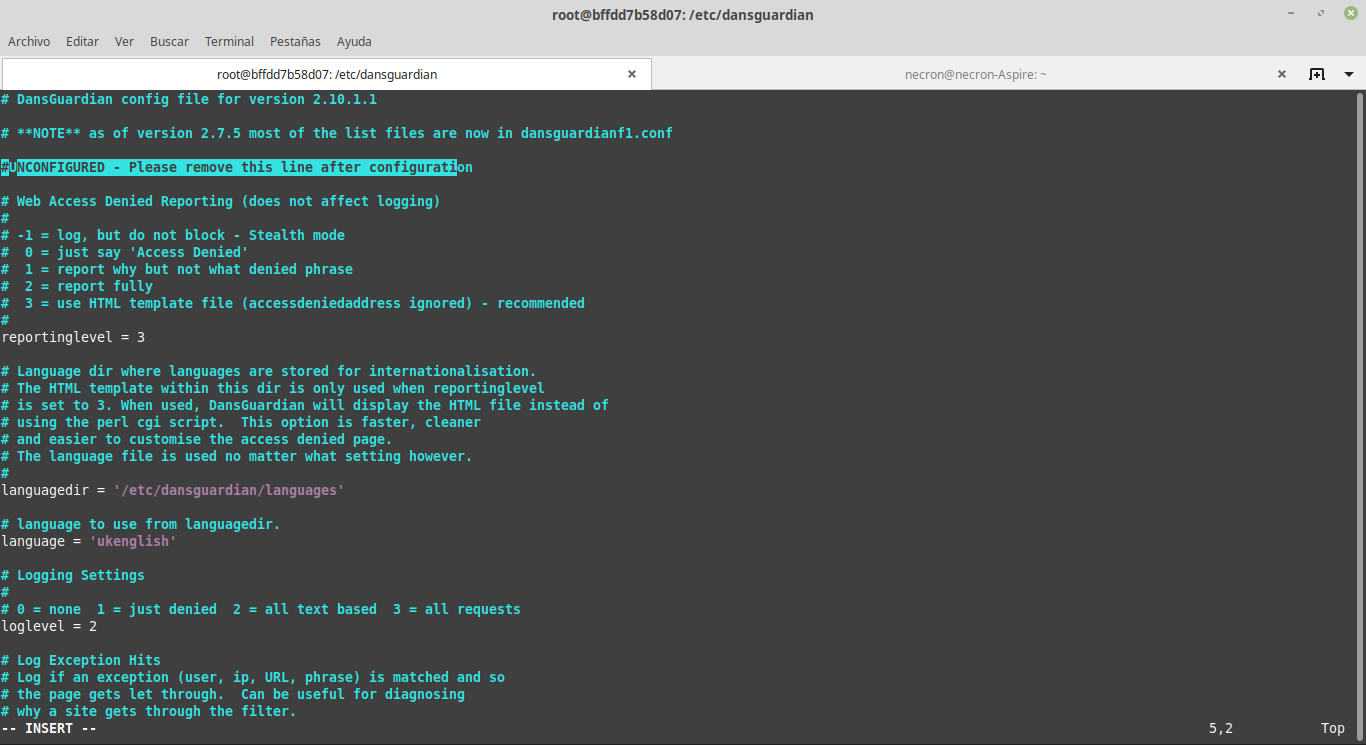 root@bffdd7b58d07: /etc/dansguardian
Archivo Editar Ver Buscar Terminal Pestañas Ayuda
root@bffdd7b58d07: /etc/dansguardian
necron@necron-Aspire: ~
# DansGuardian config file for version 2.10.1.1
# **NOTE** as of version 2.7.5 most of the list files are now in dansguardianf1.conf
#UNCONFIGURED - Please remove this line after configuration
# Web Access Denied Reporting (does not affect logging)
#
# -1 = log, but do not block - Stealth mode
#  0 = just say 'Access Denied'
#  1 = report why but not what denied phrase
#  2 = report fully
#  3 = use HTML template file (accessdeniedaddress ignored) - recommended
#
reportinglevel = 3
# Language dir where languages are stored for internationalisation.
# The HTML template within this dir is only used when reportinglevel
# is set to 3. When used, DansGuardian will display the HTML file instead of
# using the perl cgi script.  This option is faster, cleaner
# and easier to customise the access denied page.
# The language file is used no matter what setting however.
#
languagedir = '/etc/dansguardian/languages'
# language to use from languagedir.
language = 'ukenglish'
# Logging Settings
#
# 0 = none  1 = just denied  2 = all text based  3 = all requests
loglevel = 2
# Log Exception Hits
# Log if an exception (user, ip, URL, phrase) is matched and so
# the page gets let through.  Can be useful for diagnosing
# why a site gets through the filter.
-- INSERT -- 5,2 Top